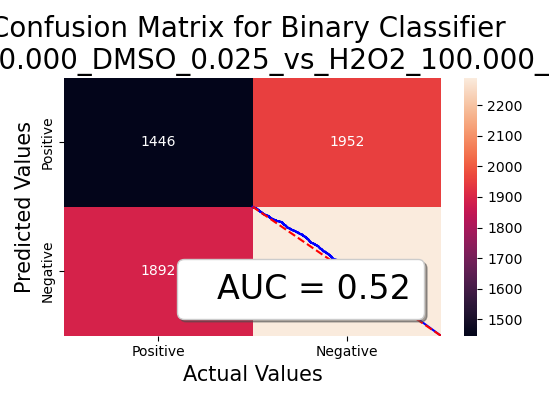 Confusion Matrix for Binary Classifier
0.000_DMSO_0.025_vs_H2O2_100.000_
Predicted Values
Positive
Negative
1446
1952
1892
AUC = 0.52
Positive
Negative
Actual Values
2200
2100
2000
1900
1800
1700
1600
1500